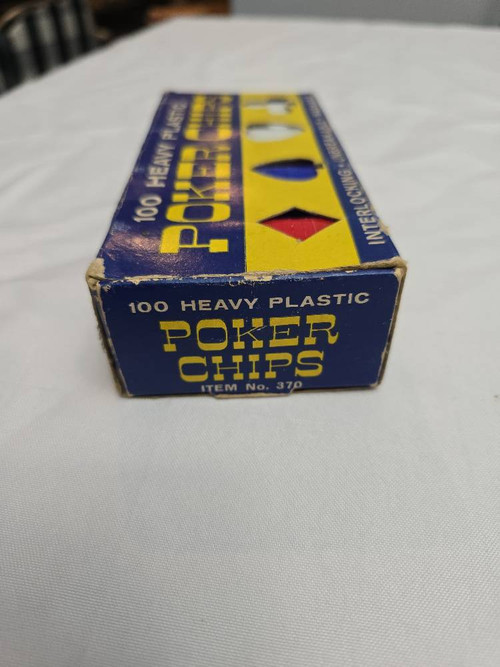 100 HEAVY PLASTIC
POKER CHIPS
INTERLOCKING
100 HEAVY PLASTIC
POKER
CHIPS
ITEM No. 370